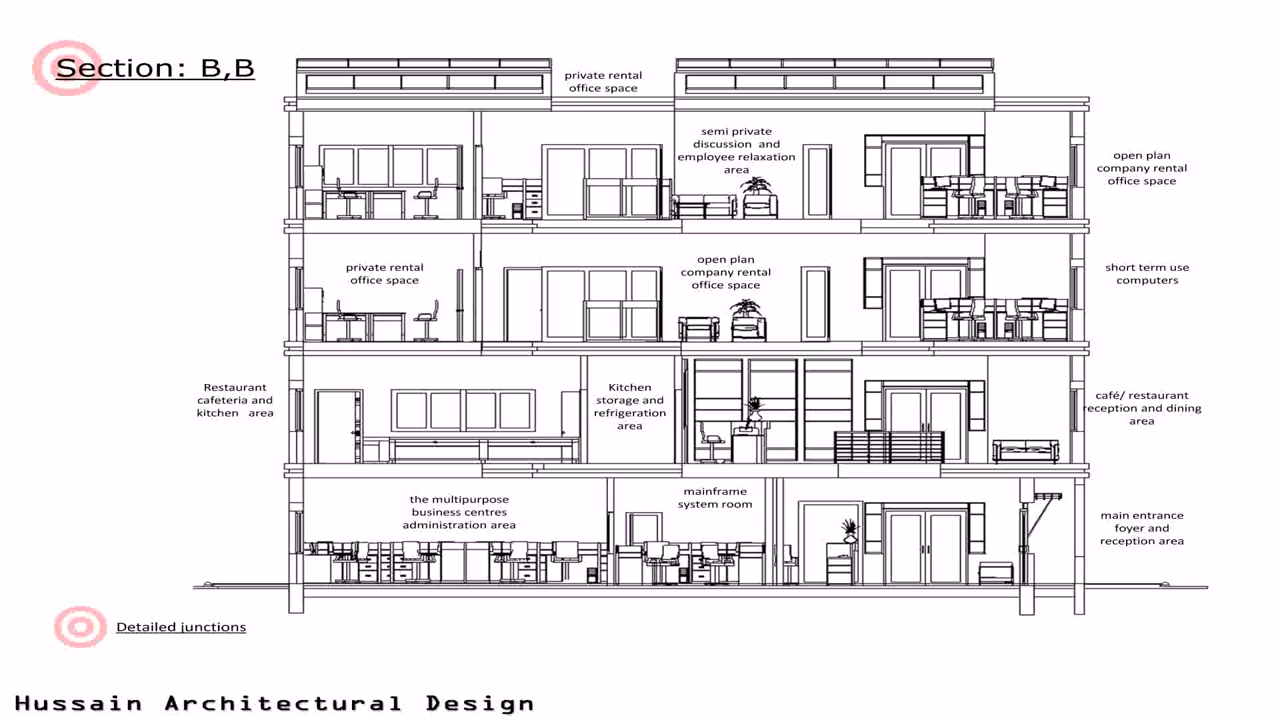 Section: B,B
private rental
office space
semi private
discussion and
employee relaxation
area
open plan
company rental
office space
private rental
office space
open plan
company rental
office space
short term use
computers
Restaurant
cafeteria and
kitchen area
Kitchen
storage and
refrigeration
area
café/ restaurant
reception and dining
area
the multipurpose
business centres
administration area
mainframe
system room
main entrance
foyer and
reception area
Detailed junctions
Hussain Architectural Design